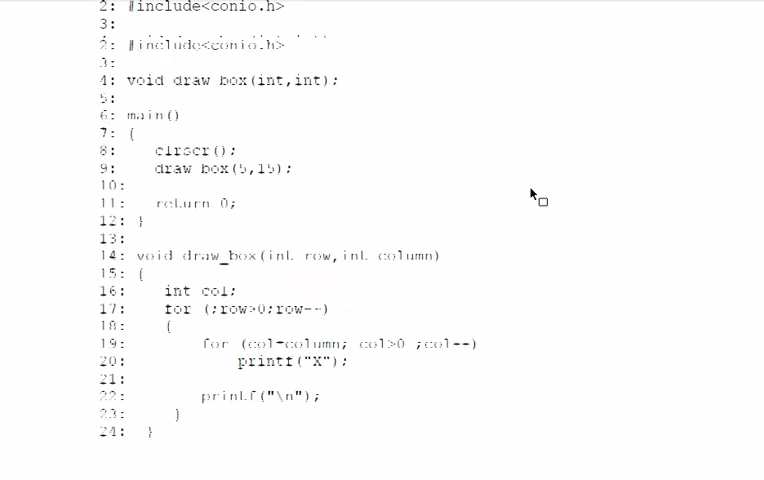 2: #include<conio.h>
3:
2: #include<conio.h>
3:
4: void draw box(int,int);
5:
6: main()
7: {
8: clrscr();
9: draw box(5,15);
10:
11: return 0;
12: }
13:
14: void draw_box(int row,int column)
15: {
16: int col;
17: for (;row>0;row--)
18: {
19: for (col=column; col>0 ;col--)
20: printf("X");
21:
22: printf("\n");
23: }
24: }